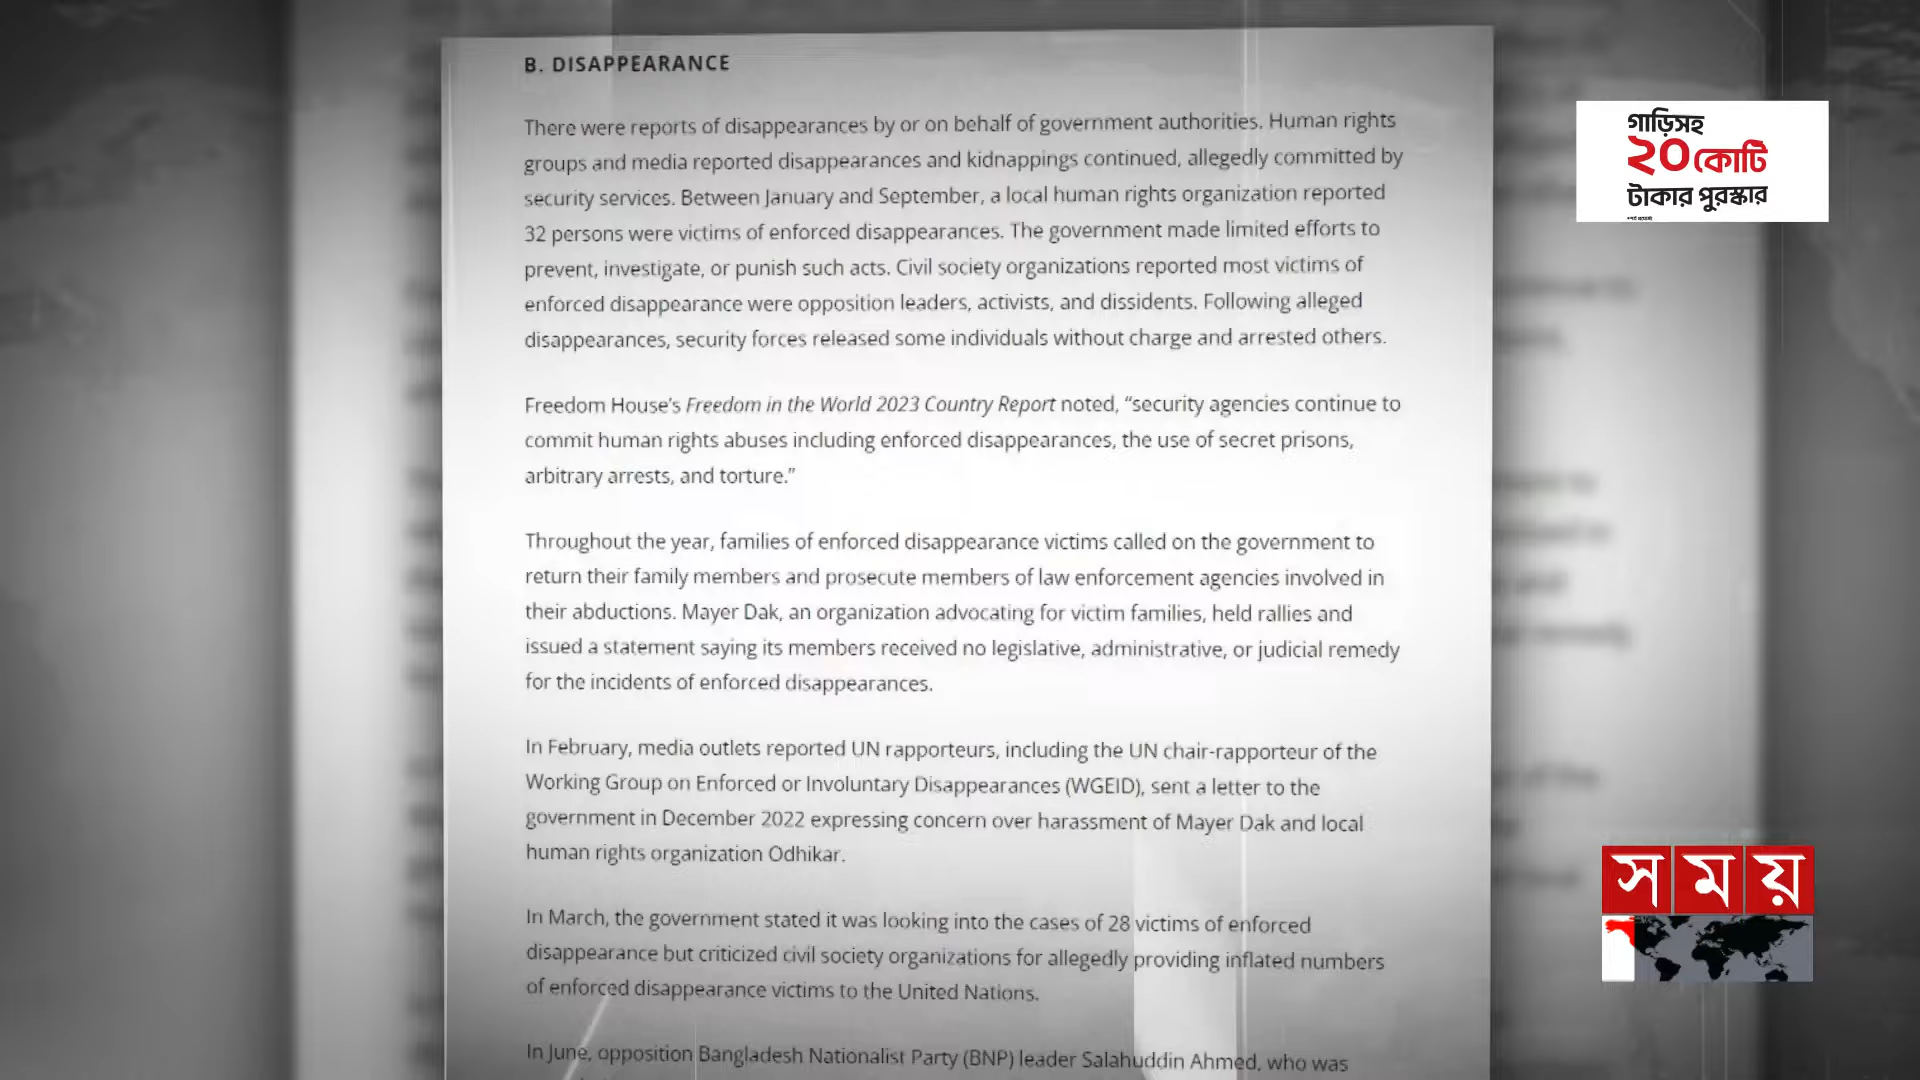 B. DISAPPEARANCE
There were reports of disappearances by or on behalf of government authorities. Human rights
groups and media reported disappearances and kidnappings continued, allegedly committed by
security services. Between January and September, a local human rights organization reported
32 persons were victims of enforced disappearances. The government made limited efforts to
prevent, investigate, or punish such acts. Civil society organizations reported most victims of
enforced disappearance were opposition leaders, activists, and dissidents. Following alleged
disappearances, security forces released some individuals without charge and arrested others.
Freedom House's Freedom in the World 2023 Country Report noted, “security agencies continue to
commit human rights abuses including enforced disappearances, the use of secret prisons,
arbitrary arrests, and torture.”
Throughout the year, families of enforced disappearance victims called on the government to
return their family members and prosecute members of law enforcement agencies involved in
their abductions. Mayer Dak, an organization advocating for victim families, held rallies and
issued a statement saying its members received no legislative, administrative, or judicial remedy
for the incidents of enforced disappearances.
In February, media outlets reported UN rapporteurs, including the UN chair-rapporteur of the
Working Group on Enforced or Involuntary Disappearances (WGEID), sent a letter to the
government in December 2022 expressing concern over harassment of Mayer Dak and local
human rights organization Odhikar.
In March, the government stated it was looking into the cases of 28 victims of enforced
disappearance but criticized civil society organizations for allegedly providing inflated numbers
of enforced disappearance victims to the United Nations.
In June, opposition Bangladesh Nationalist Party (BNP) leader Salahuddin Ahmed, who was
গাড়িসহ
২০ কোটি
টাকার পুরস্কার
সময়